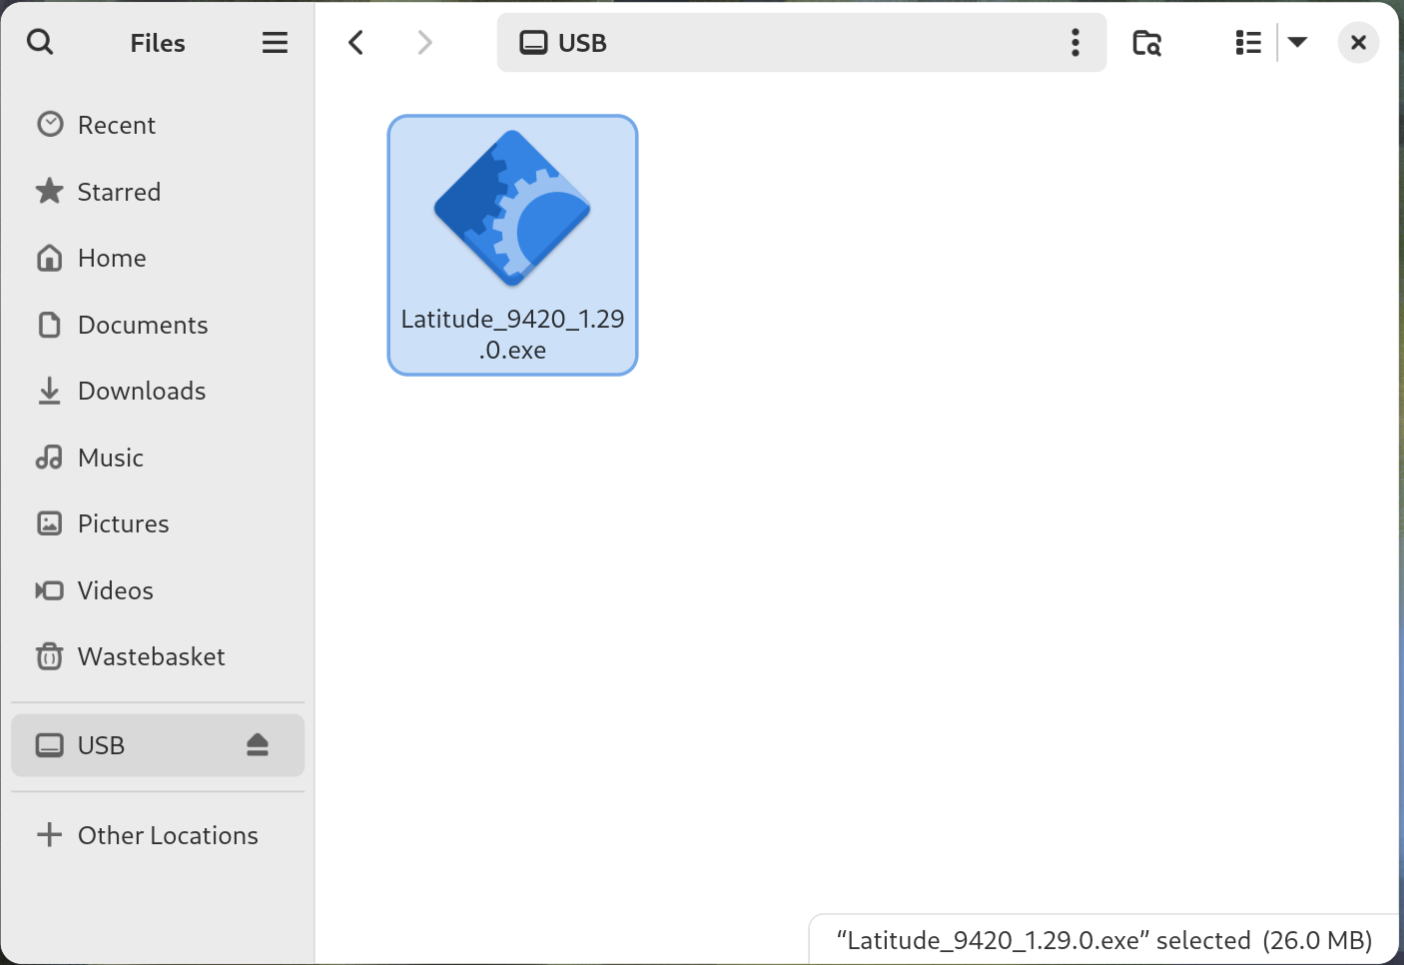 Files
USB
Recent
Starred
Home
Documents
Downloads
Music
Pictures
Videos
Wastebasket
USB
Other Locations
Latitude_9420_1.29
.0.exe
“Latitude_9420_1.29.0.exe” selected (26.0 MB)